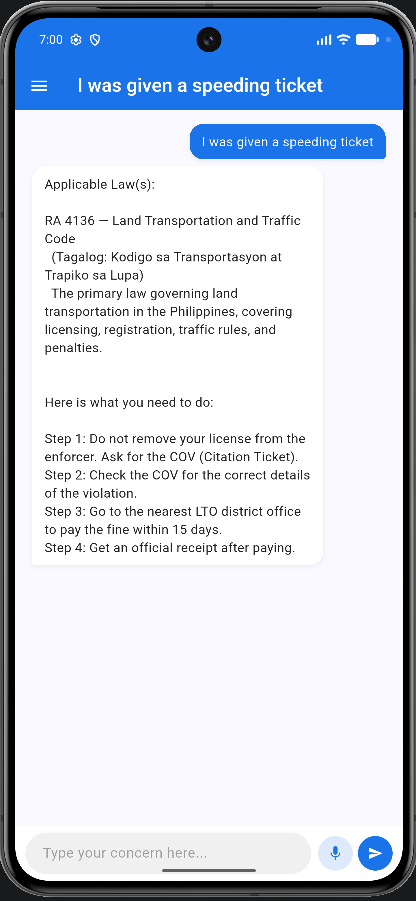 7:00
I was given a speeding ticket
I was given a speeding ticket
Applicable Law(s):
RA 4136 — Land Transportation and Traffic
Code
(Tagalog: Kodigo sa Transportasyon at
Trapiko sa Lupa)
The primary law governing land
transportation in the Philippines, covering
licensing, registration, traffic rules, and
penalties.
Here is what you need to do:
Step 1: Do not remove your license from the
enforcer. Ask for the COV (Citation Ticket).
Step 2: Check the COV for the correct details
of the violation.
Step 3: Go to the nearest LTO district office
to pay the fine within 15 days.
Step 4: Get an official receipt after paying.
Type your concern here...